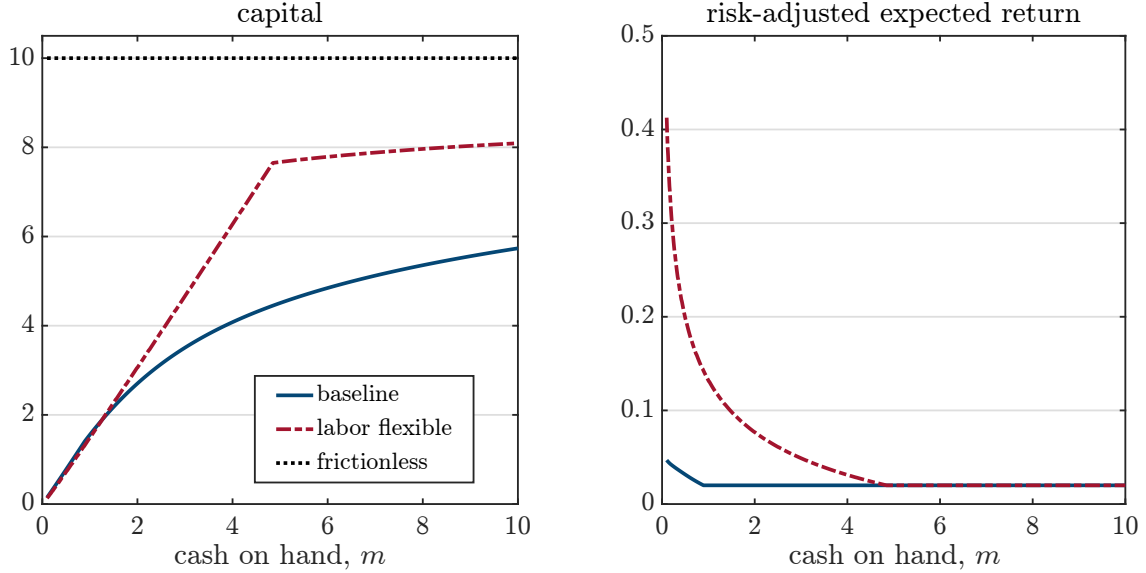 capital
10
8
6
4
2
0
0 2 4 6 8 10
cash on hand, m
baseline
labor flexible
frictionless
risk-adjusted expected return
0.5
0.4
0.3
0.2
0.1
0
0 2 4 6 8 10
cash on hand, m